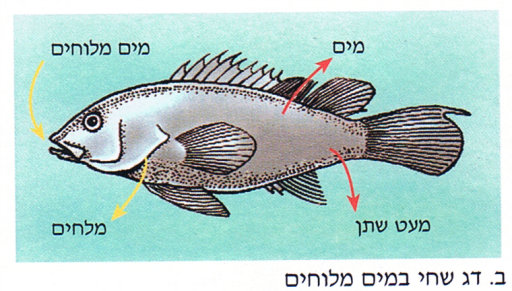 מים מלוחים
מים
מלחים
מעט שתן
ב. דג שחי במים מלוחים